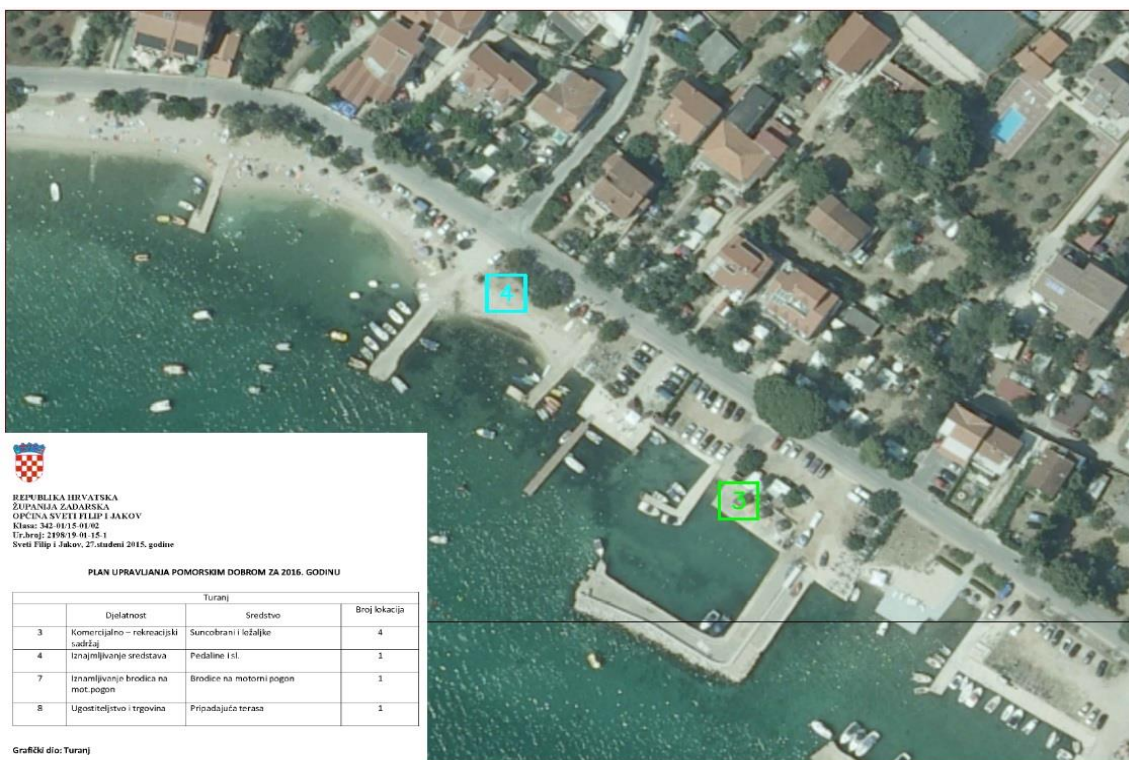 4
3
REPUBLIKA HRVATSKA
ŽUPANIJA ZADARSKA
OPĆINA SVETI FILIP I JAKOV
Klasa: 342-01/15-01/02
Ur.broj: 2198/19-01-15-1
Sveti Filip i Jakov, 27.studeni 2015. godine
PLAN UPRAVLJANJA POMORSKIM DOBROM ZA 2016. GODINU
Turanj
Djelatnost Sredstvo Broj lokacija
3 Komercijalno – rekreacijski sadržaj Suncobrani i ležaljke 4
4 Iznajmljivanje sredstava Pedaline i sl. 1
7 Iznamljivanje brodica na mot.pogon Brodice na motorni pogon 1
8 Ugostiteljstvo i trgovina Pripadajuća terasa 1
Grafički dio: Turanj